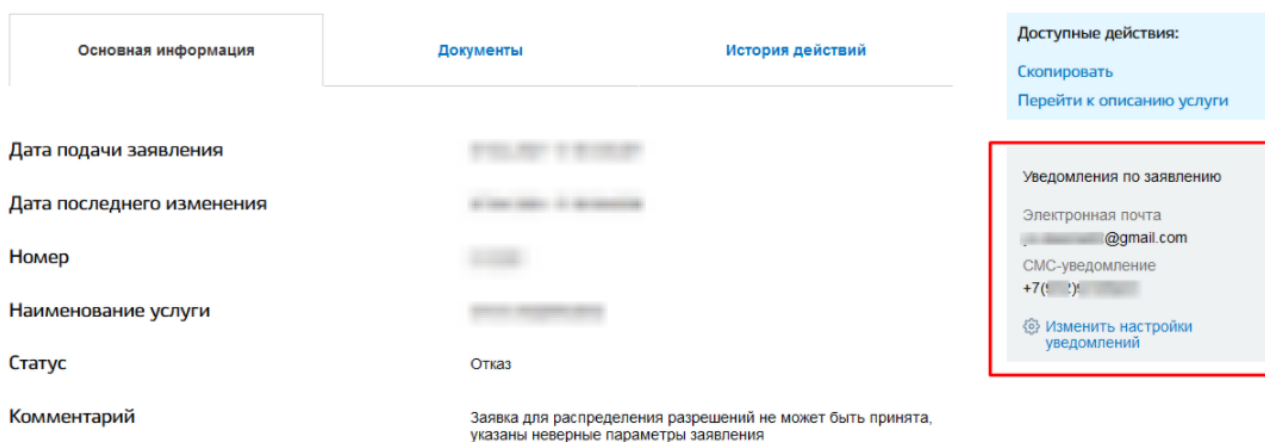 Основная информация
Документы
История действий
Доступные действия:
Скопировать
Перейти к описанию услуги
Дата подачи заявления
Дата последнего изменения
Номер
Наименование услуги
Статус
Отказ
Комментарий
Заявка для распределения разрешений не может быть принята,
указаны неверные параметры заявления
Уведомления по заявлению
Электронная почта
@gmail.com
СМС-уведомление
+7(
Изменить настройки
уведомлений